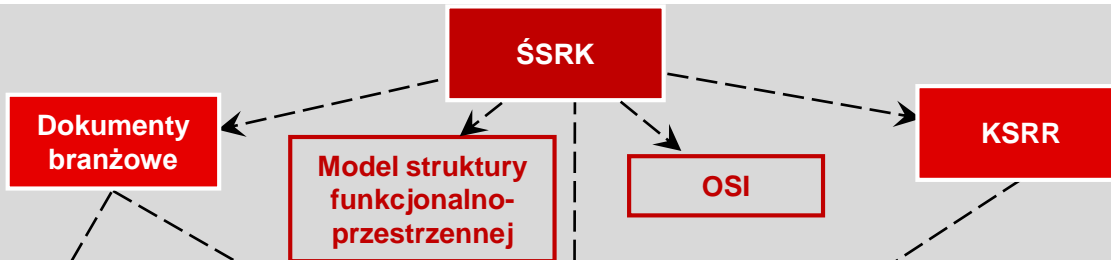 ŚSRK
Dokumenty
branżowe
Model struktury
funkcjonalno-
przestrzennej
OSI
KSRR